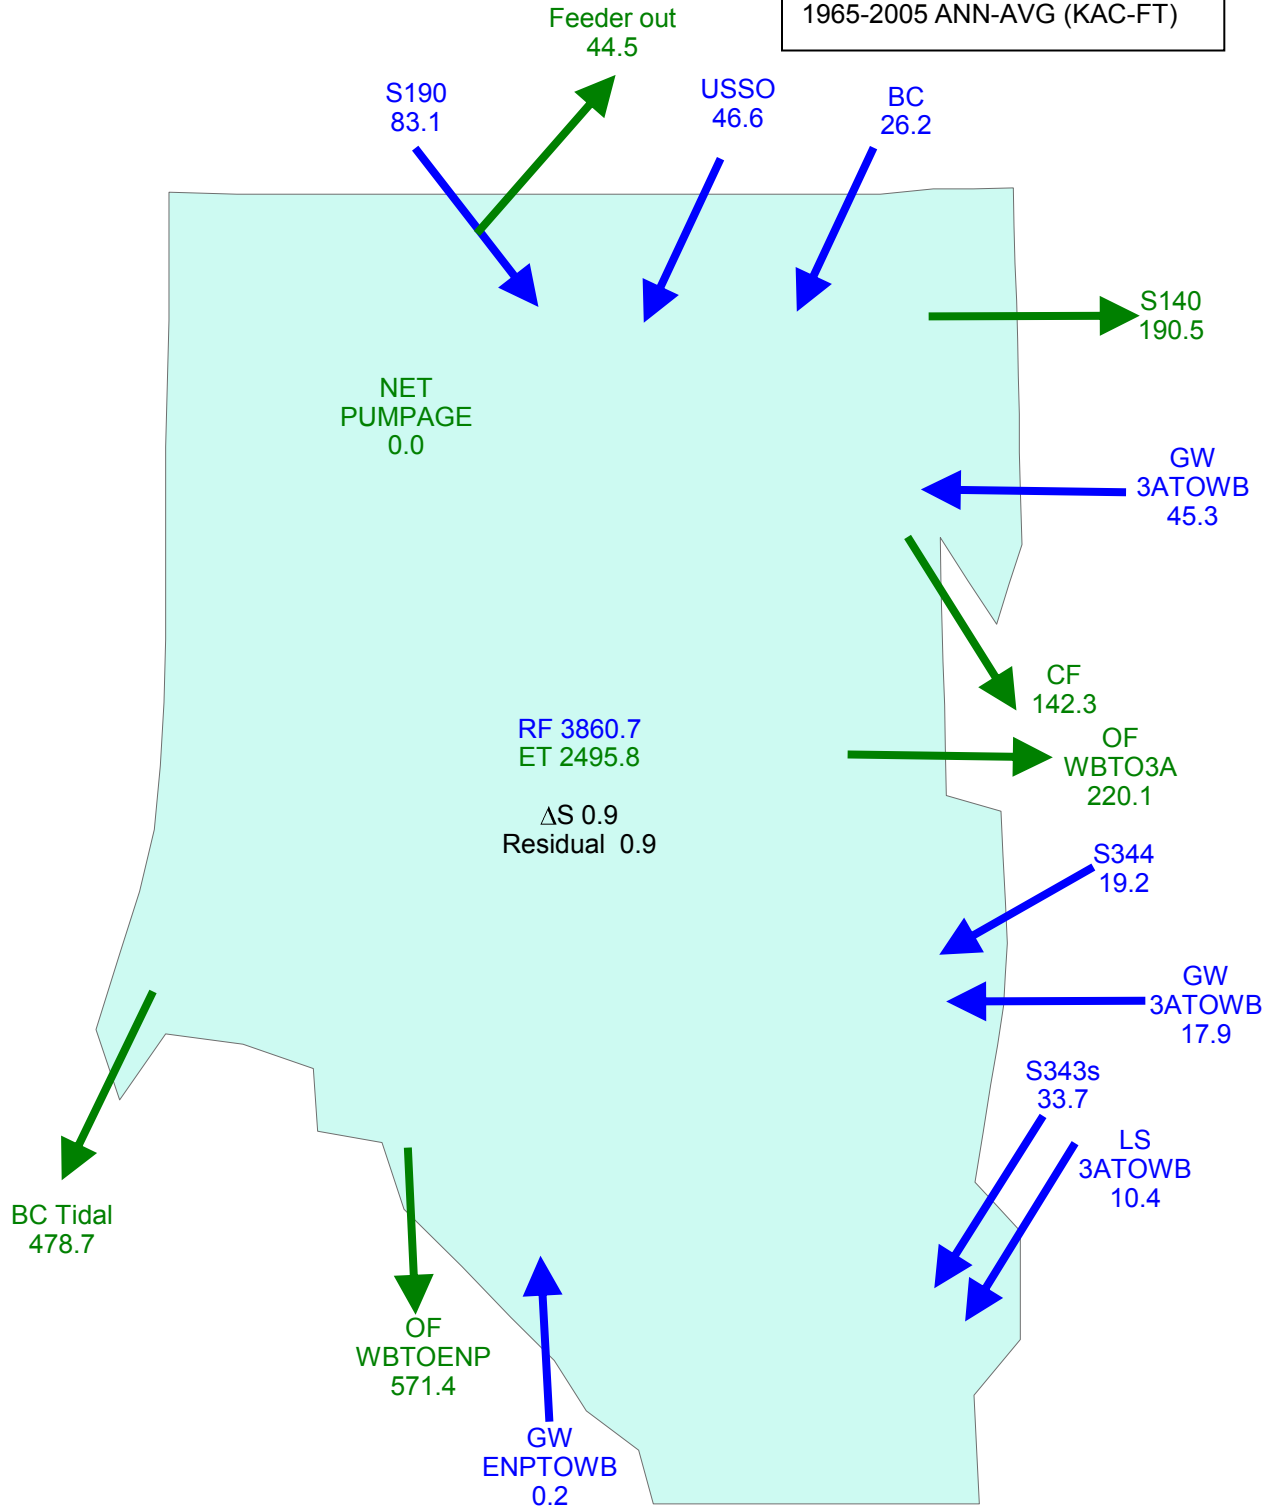 1965-2005 ANN-AVG (KAC-FT)
Feeder out
44.5
S190
83.1
USSO
46.6
BC
26.2
S140
190.5
NET
PUMPAGE
0.0
GW
3ATOWB
45.3
CF
142.3
RF 3860.7
ET 2495.8
OF
WBTO3A
220.1
ΔS 0.9
Residual  0.9
S344
19.2
GW
3ATOWB
17.9
S343s
33.7
LS
3ATOWB
10.4
BC Tidal
478.7
OF
WBTOENP
571.4
GW
ENPTOWB
0.2